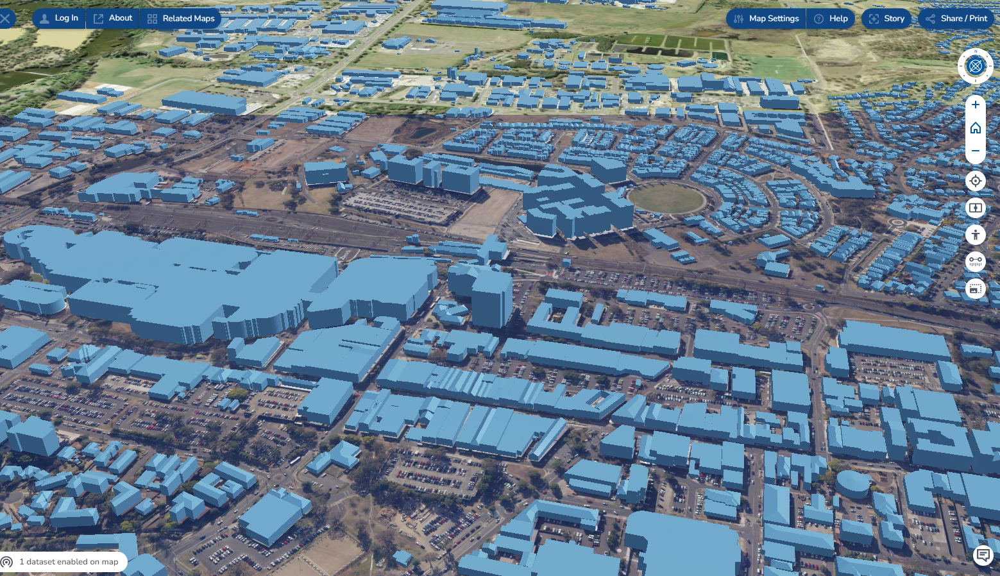 Log In
About
Related Maps
Map Settings
Help
Story
Share / Print
N
1 dataset enabled on map